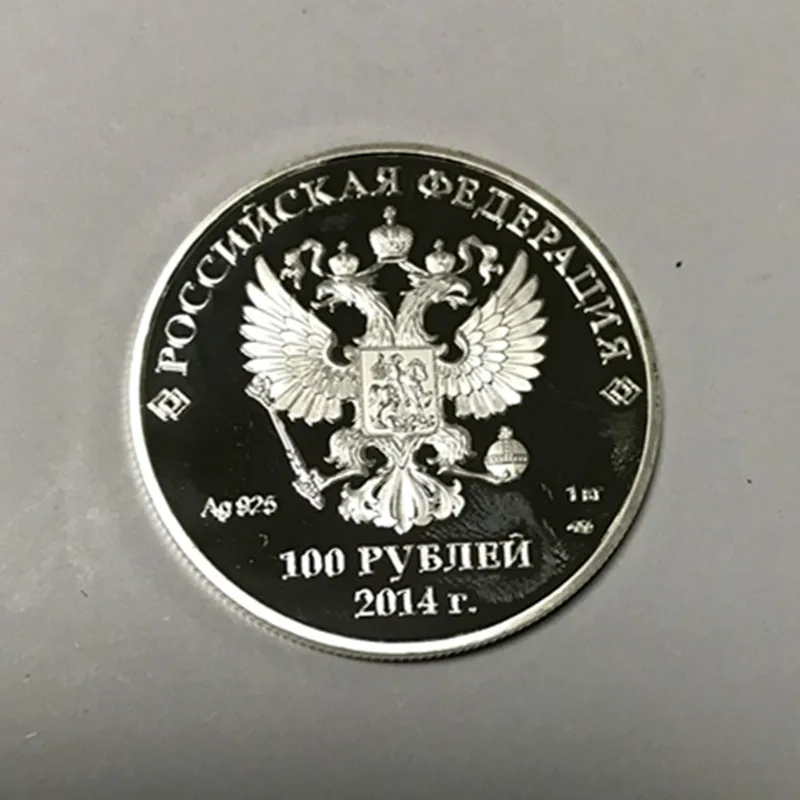 РОССИЙСКАЯ ФЕДЕРАЦИЯ
Ag 925
1 кг
100 РУБЛЕЙ
2014 г.